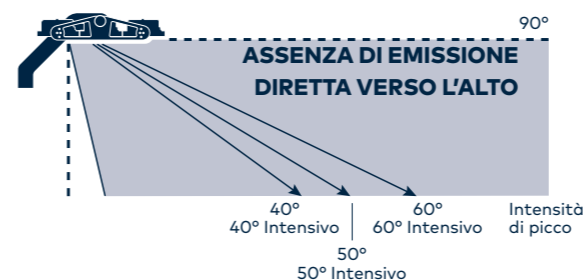 90°
ASSENZA DI EMISSIONE
DIRETTA VERSO L'ALTO
40°
40° Intensivo
60°
60° Intensivo
Intensità
di picco
50°
50° Intensivo